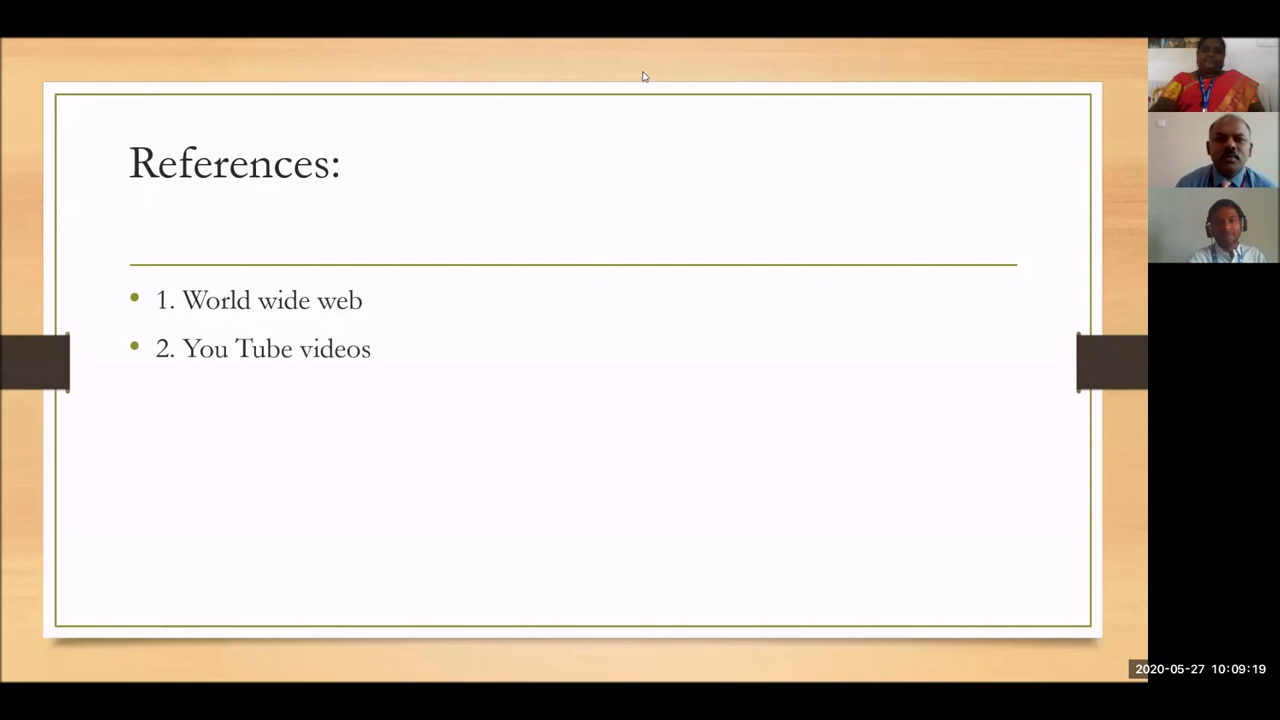 References:
• 1. World wide web
• 2. You Tube videos
2020-05-27 10:09:19